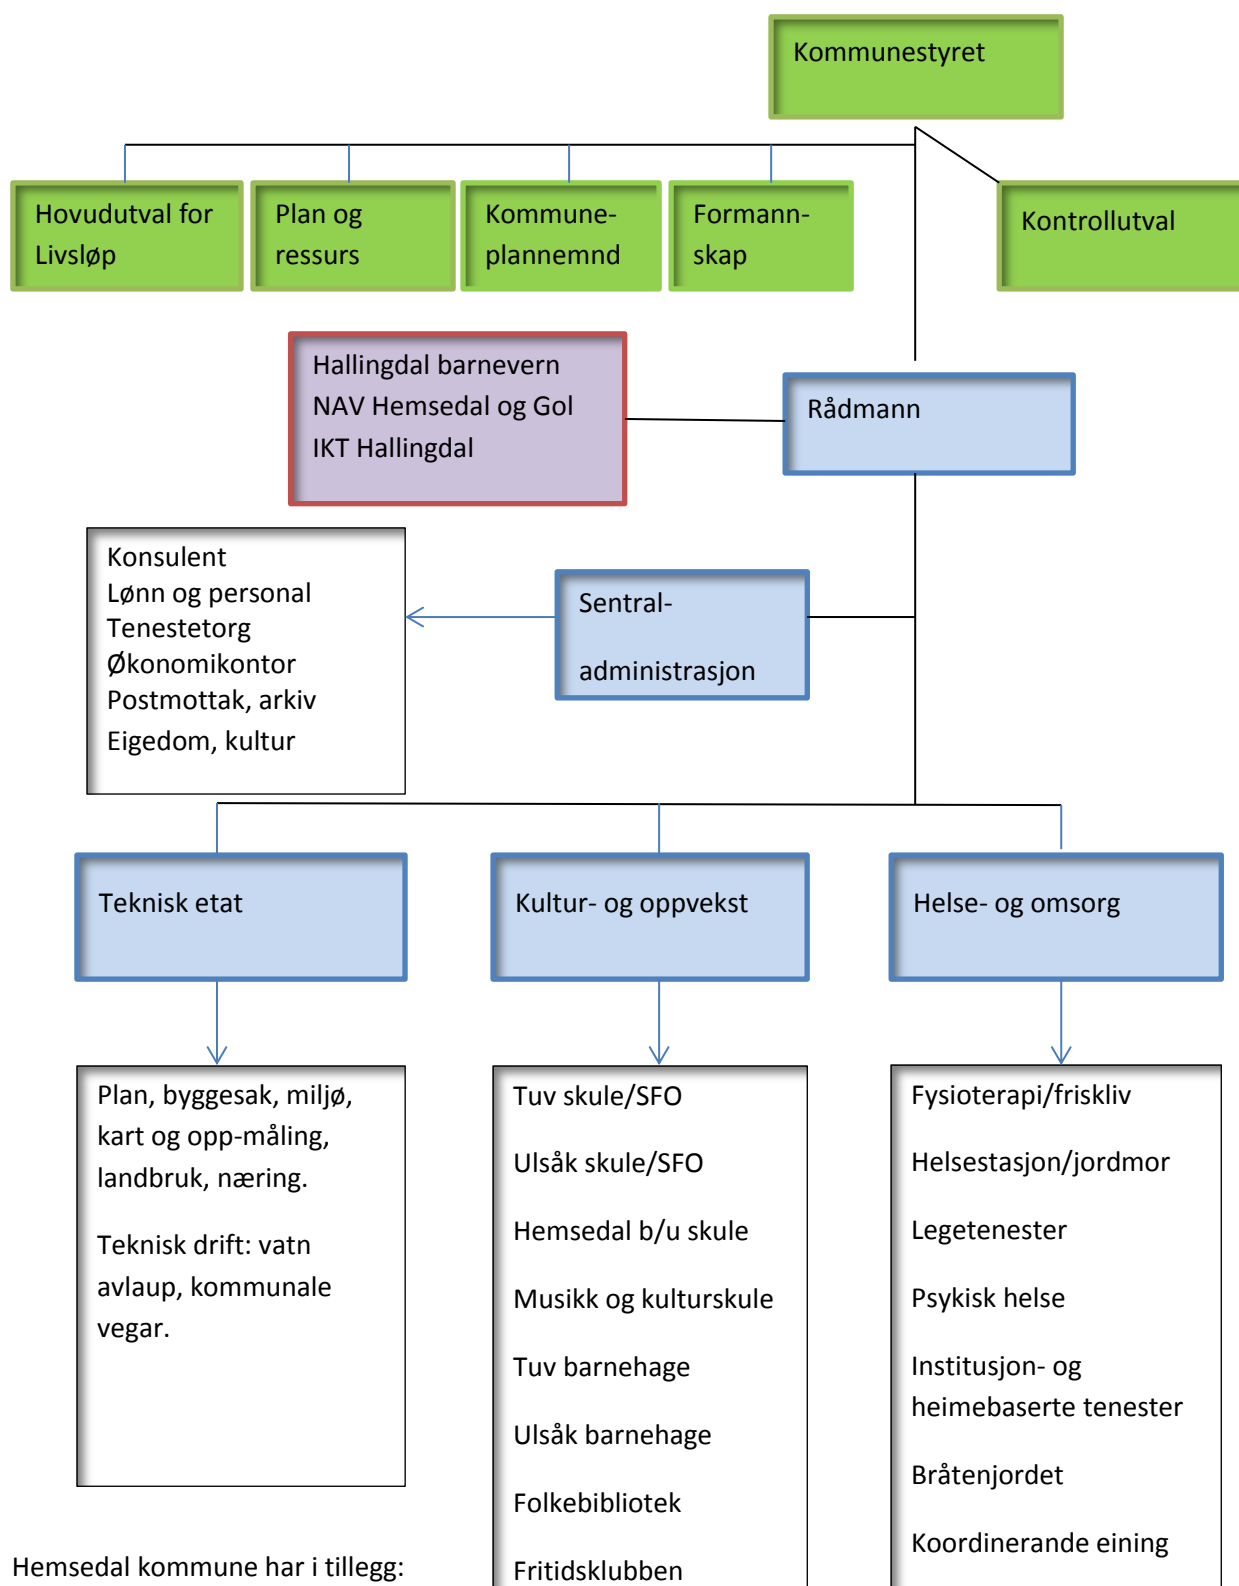 Kommunestyret
Hovudutval for
Livsløp
Plan og
ressurs
Kommune-
plannemnd
Formann-
skap
Kontrollutval
Hallingdal barnevern
NAV Hemsedal og Gol
IKT Hallingdal
Rådmann
Konsulent
Lønn og personal
Tenestetorg
Økonomikontor
Postmottak, arkiv
Eigedom, kultur
Sentral-
administrasjon
Teknisk etat
Kultur- og oppvekst
Helse- og omsorg
Plan, byggesak, miljø,
kart og opp-måling,
landbruk, næring.
Teknisk drift: vatn
avlaup, kommunale
vegar.
Tuv skule/SFO
Ulsåk skule/SFO
Hemsedal b/u skule
Musikk og kulturskule
Tuv barnehage
Ulsåk barnehage
Folkebibliotek
Fritidsklubben
Fysioterapi/friskliv
Helsestasjon/jordmor
Legetenester
Psykisk helse
Institusjon- og
heimebaserte tenester
Bråtenjordet
Koordinerande eining
Hemsedal kommune har i tillegg: